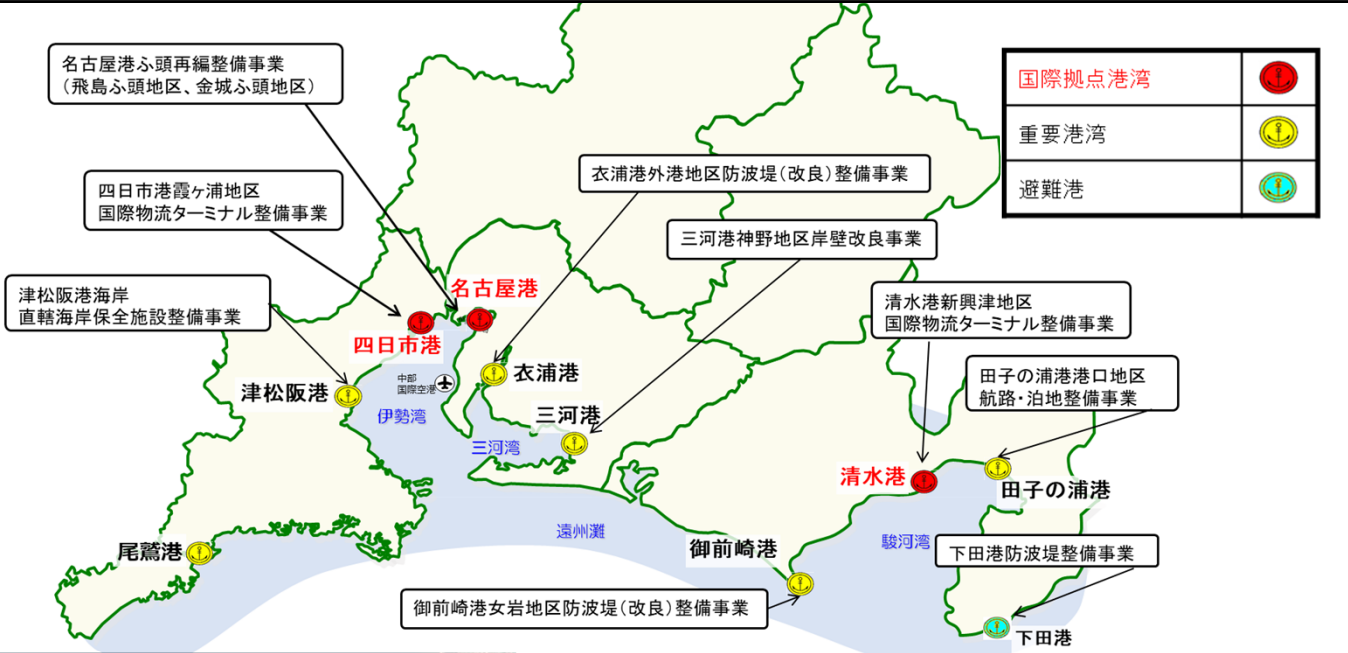 名古屋港ふ頭再編整備事業
（飛島ふ頭地区、金城ふ頭地区）
国際拠点港湾
重要港湾
避難港
四日市港霞ヶ浦地区
国際物流ターミナル整備事業
衣浦港外港地区防波堤（改良）整備事業
三河港神野地区岸壁改良事業
津松阪港海岸
直轄海岸保全施設整備事業
名古屋港
四日市港
清水港新興津地区
国際物流ターミナル整備事業
田子の浦港港口地区
航路・泊地整備事業
中部
国際空港
衣浦港
津松阪港
伊勢湾
三河港
三河湾
清水港
田子の浦港
遠州灘
駿河湾
尾鷲港
御前崎港
下田港防波堤整備事業
御前崎港女岩地区防波堤（改良）整備事業
下田港